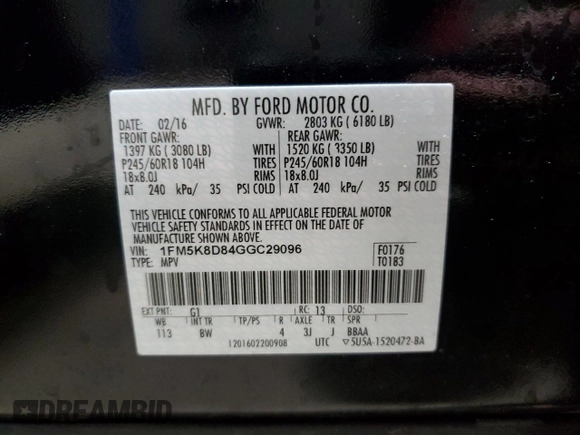 MFD. BY FORD MOTOR CO.
DATE: 02/16 GVWR: 2803 KG ( 6180 LB)
FRONT GAWR: REAR GAWR:
1397 KG ( 3080 LB) WITH 1520 KG ( 3350 LB) WITH
P245/60R18 104H TIRES P245/60R18 104H TIRES
18x8.0J RIMS 18x8.0J RIMS
AT 240 kPa/ 35 PSI COLD AT 240 kPa/ 35 PSI COLD
THIS VEHICLE CONFORMS TO ALL APPLICABLE FEDERAL MOTOR
VEHICLE SAFETY STANDARDS IN EFFECT ON THE DATE OF
MANUFACTURE SHOWN ABOVE.
VIN: 1FM5K8D84GGC29096 F0176
TYPE: MPV T0183
EXT PNT: G1 RC: 13 DSO:
WB INT TR TP/PS R AXLE TR SPR
113 BW 4 3J J BBAA
1201602200908 UTC ▽5U5A-1520472-BA
DREAMBID